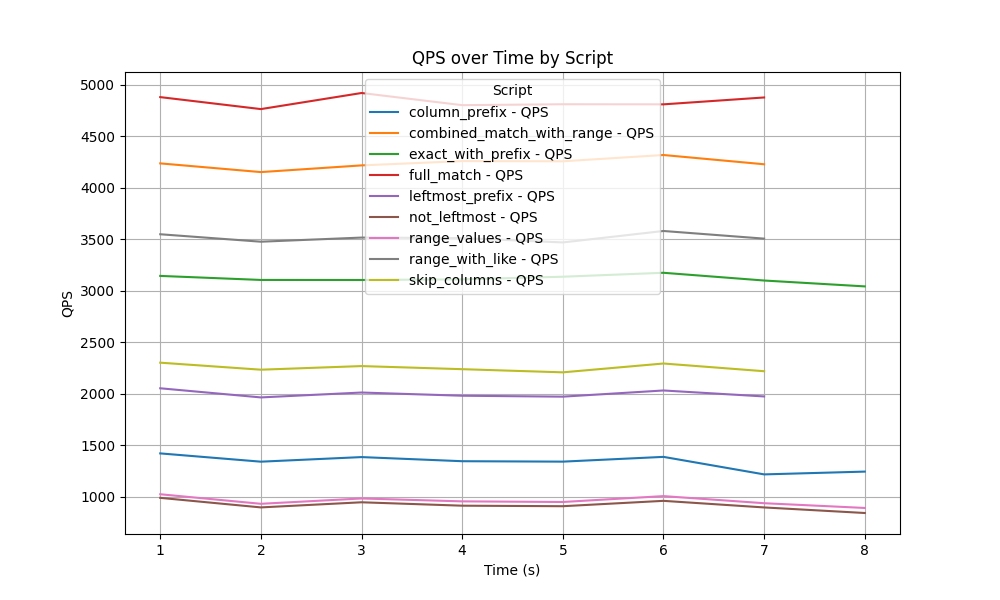 QPS over Time by Script
5000
4500
4000
3500
3000
2500
2000
1500
1000
QPS
Script
column_prefix - QPS
combined_match_with_range - QPS
exact_with_prefix - QPS
full_match - QPS
leftmost_prefix - QPS
not_leftmost - QPS
range_values - QPS
range_with_like - QPS
skip_columns - QPS
1 2 3 4 5 6 7 8
Time (s)